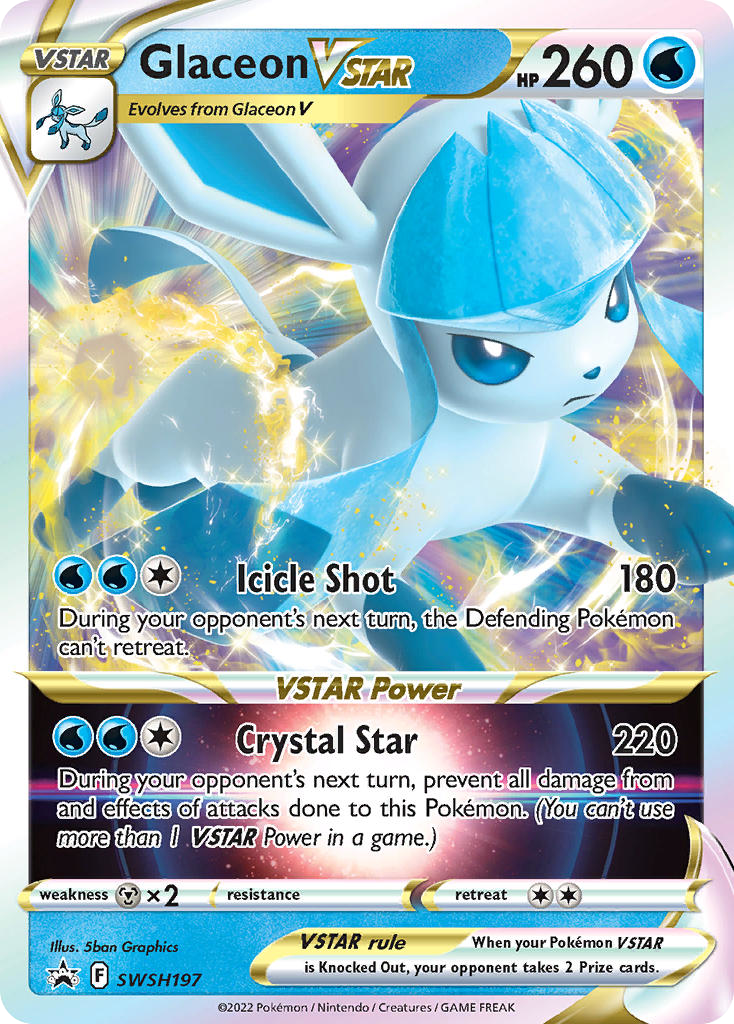 VSTAR
Glaceon VSTAR
HP 260
Evolves from Glaceon V
Icicle Shot 180
During your opponent's next turn, the Defending Pokémon
can't retreat.
VSTAR Power
Crystal Star 220
During your opponent's next turn, prevent all damage from
and effects of attacks done to this Pokémon. (You can't use
more than 1 VSTAR Power in a game.)
weakness ×2 resistance retreat
Illus. 5ban Graphics
VSTAR rule When your Pokémon VSTAR
is Knocked Out, your opponent takes 2 Prize cards.
F SWSH197
©2022 Pokémon / Nintendo / Creatures / GAME FREAK